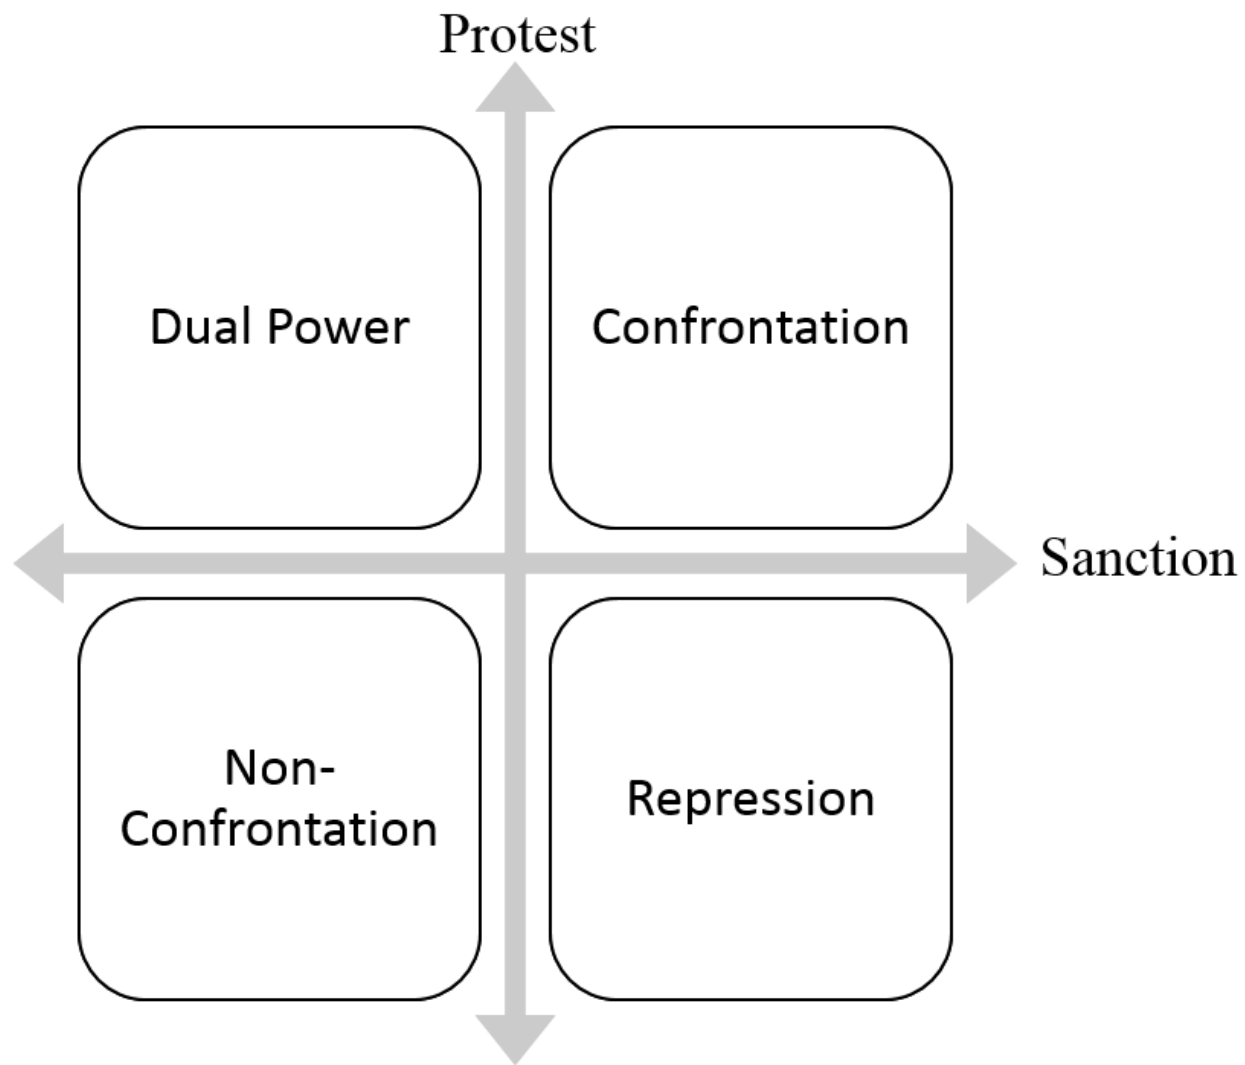 Protest
Dual Power
Confrontation
Sanction
Non-
Confrontation
Repression